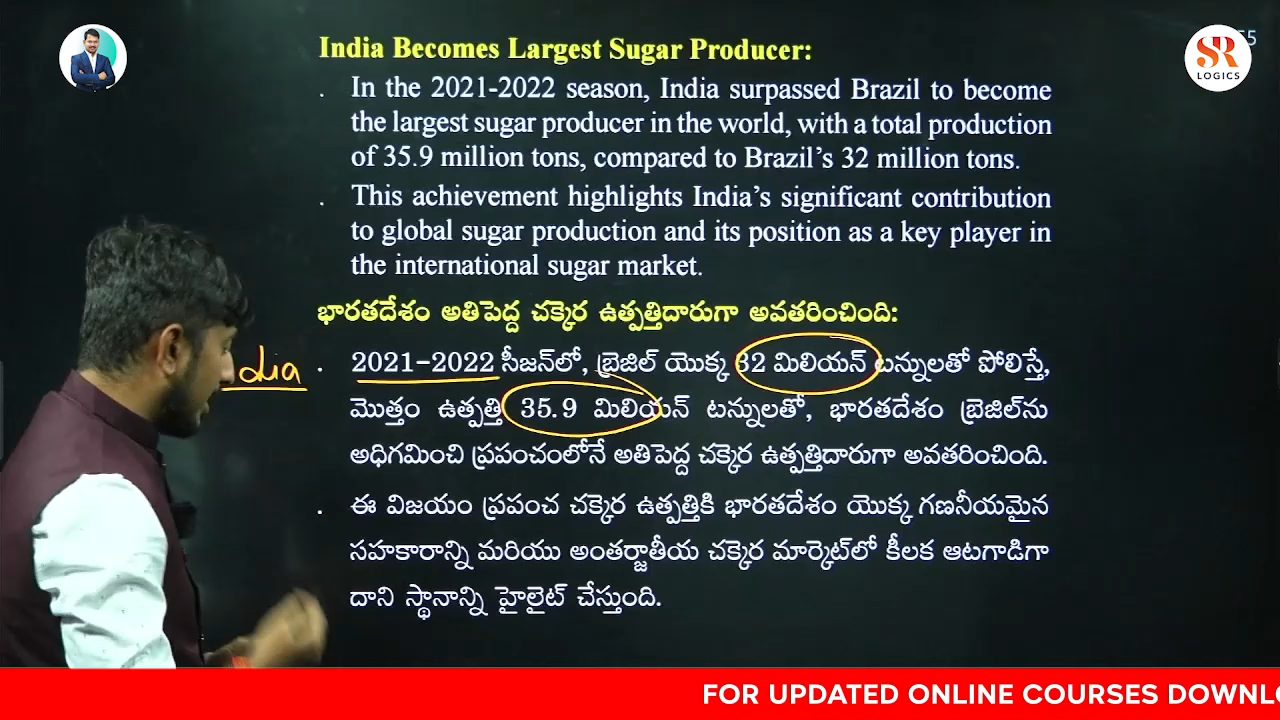 India Becomes Largest Sugar Producer:
. In the 2021-2022 season, India surpassed Brazil to become
the largest sugar producer in the world, with a total production
of 35.9 million tons, compared to Brazil’s 32 million tons.
. This achievement highlights India’s significant contribution
to global sugar production and its position as a key player in
the international sugar market.
భారతదేశం అతిపెద్ద చక్కెర ఉత్పత్తిదారుగా అవతరించింది:
. 2021-2022 సీజన్‌లో, బ్రెజిల్ యొక్క 32 మిలియన్ టన్నులతో పోలిస్తే,
మొత్తం ఉత్పత్తి 35.9 మిలియన్ టన్నులతో, భారతదేశం బ్రెజిల్‌ను
అధిగమించి ప్రపంచంలోనే అతిపెద్ద చక్కెర ఉత్పత్తిదారుగా అవతరించింది.
. ఈ విజయం ప్రపంచ చక్కెర ఉత్పత్తికి భారతదేశం యొక్క గణనీయమైన
సహకారాన్ని మరియు అంతర్జాతీయ చక్కెర మార్కెట్‌లో కీలక ఆటగాడిగా
దాని స్థానాన్ని హైలైట్ చేస్తుంది.
SR
LOGICS
FOR UPDATED ONLINE COURSES DOWNL